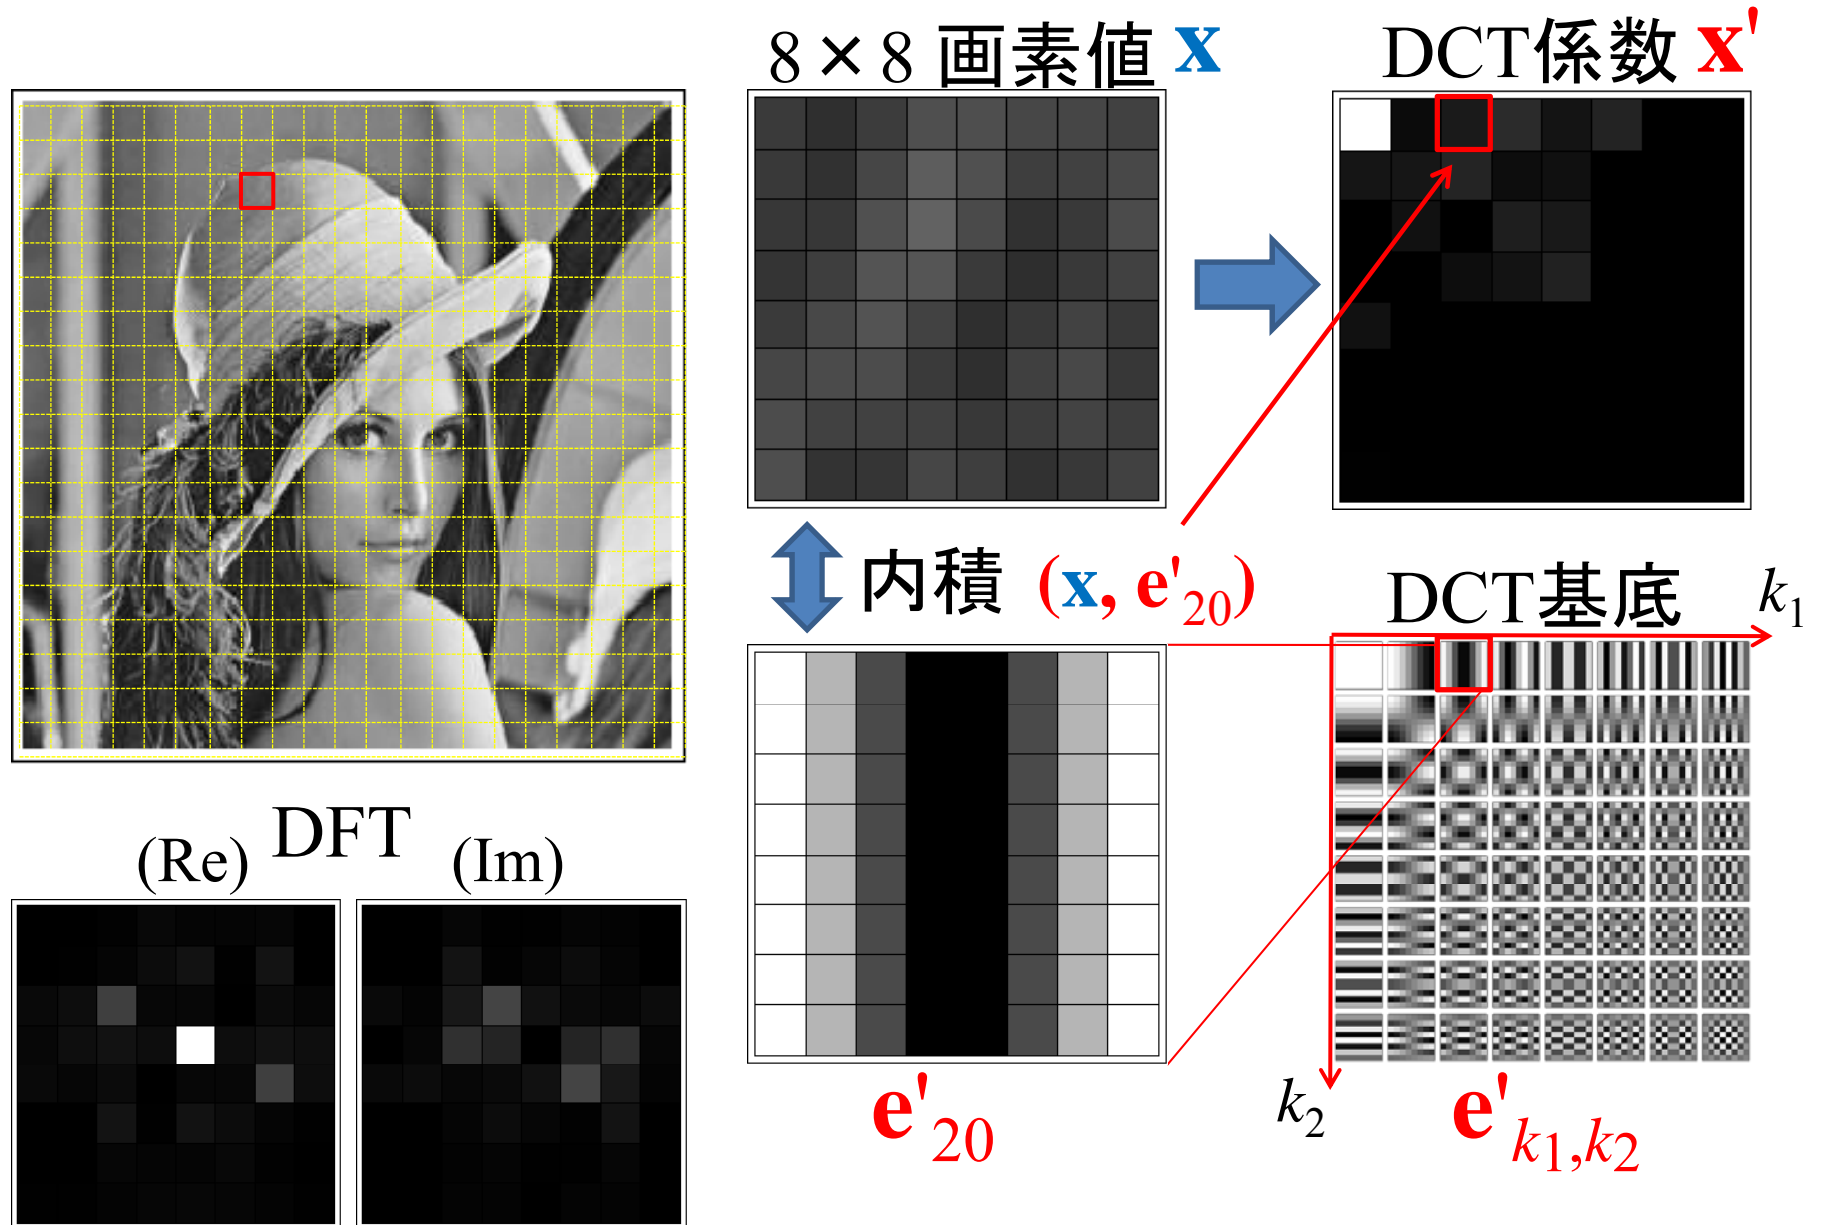 8×8 画素値 x
DCT係数 x'
内積 (x, e'20)
DCT基底
k1
k2
e'20
e'k1,k2
DFT
(Re)
(Im)